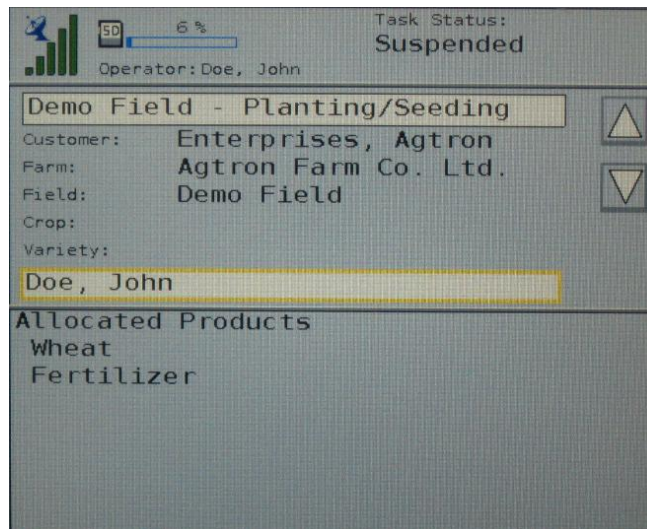 SD
6 %
Task Status:
Suspended
Operator:Doe, John
Demo Field - Planting/Seeding
Customer: Enterprises, Agtron
Farm: Agtron Farm Co. Ltd.
Field: Demo Field
Crop:
Variety:
Doe, John
Allocated Products
Wheat
Fertilizer